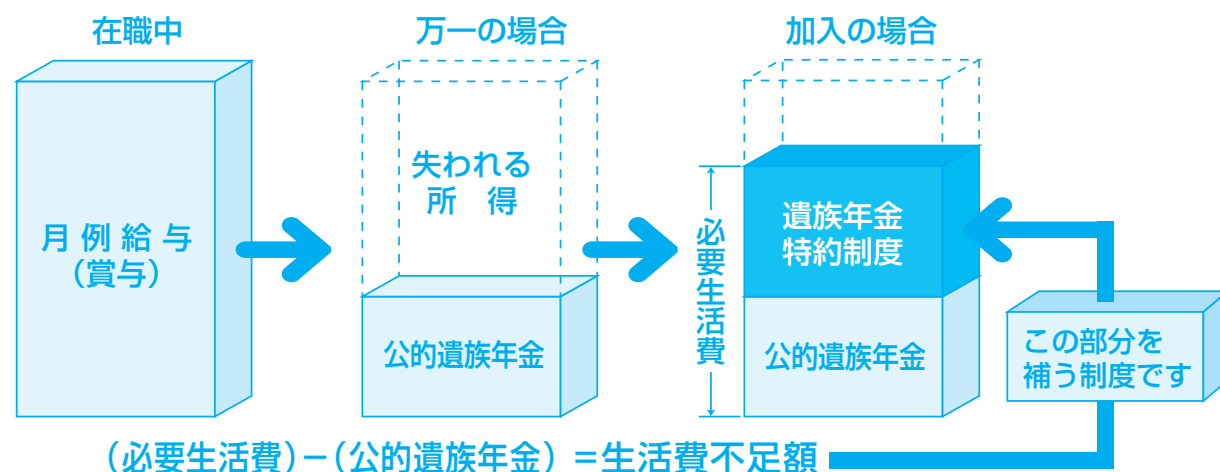 在職中
万一の場合
加入の場合
月例給与
（賞与）
失われる
所　得
公的遺族年金
必要生活費
遺族年金
特約制度
公的遺族年金
この部分を
補う制度です
（必要生活費）−（公的遺族年金）＝生活費不足額